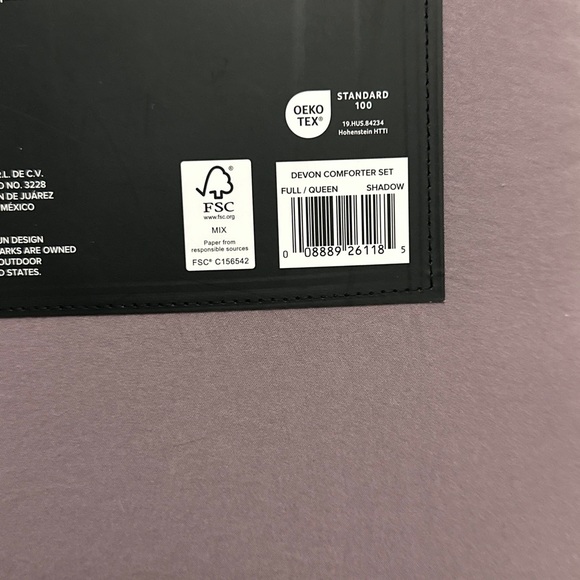 OEKO
TEX®
STANDARD
100
19.HUS.84234
Hohenstein HTTI
.L. DE C.V.
O NO. 3228
N DE JUÁREZ
MÉXICO
UN DESIGN
ARKS ARE OWNED
OUTDOOR
D STATES.
FSC®
www.fsc.org
MIX
Paper from
responsible sources
FSC® C156542
DEVON COMFORTER SET
FULL / QUEEN SHADOW
0 08889 26118 5